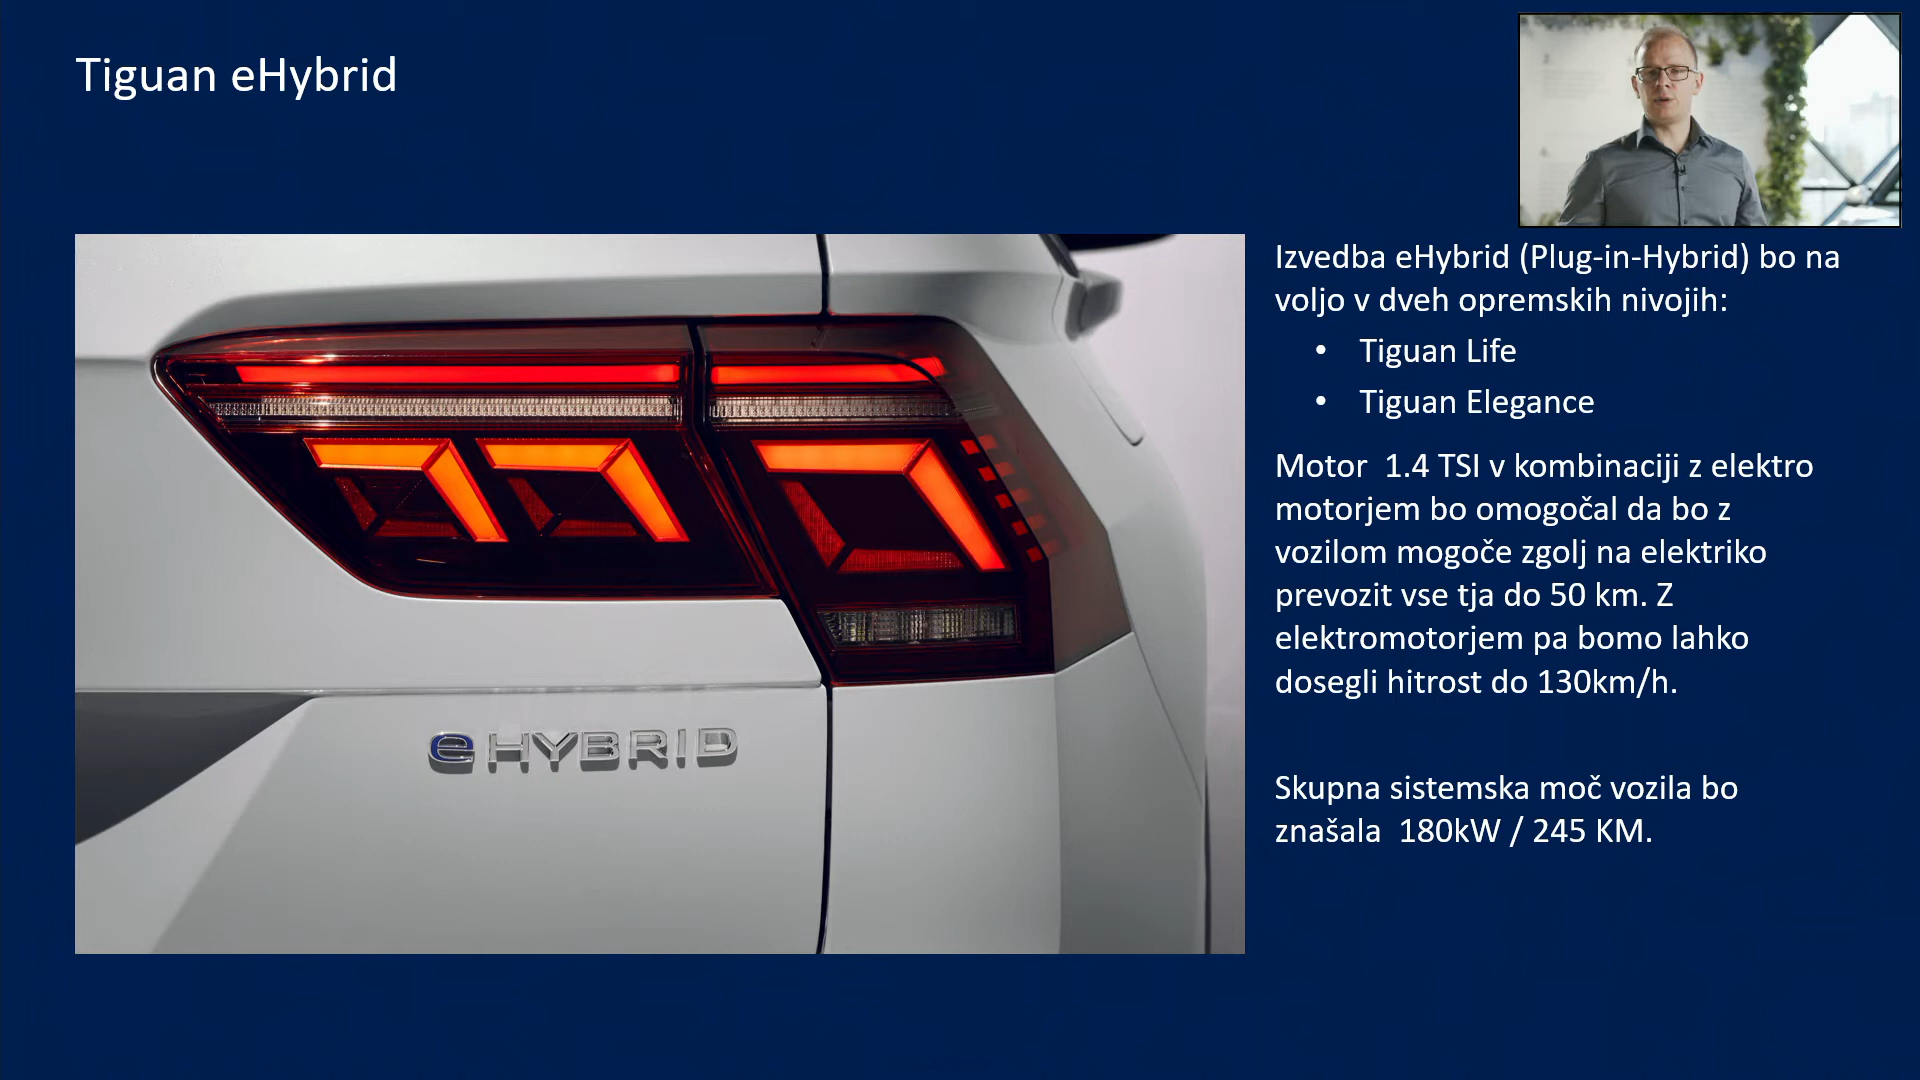 Tiguan eHybrid
Izvedba eHybrid (Plug-in-Hybrid) bo na
voljo v dveh opremskih nivojih:
• Tiguan Life
• Tiguan Elegance
Motor  1.4 TSI v kombinaciji z elektro
motorjem bo omogočal da bo z
vozilom mogoče zgolj na elektriko
prevozit vse tja do 50 km. Z
elektromotorjem pa bomo lahko
dosegli hitrost do 130km/h.
Skupna sistemska moč vozila bo
znašala  180kW / 245 KM.
eHYBRID